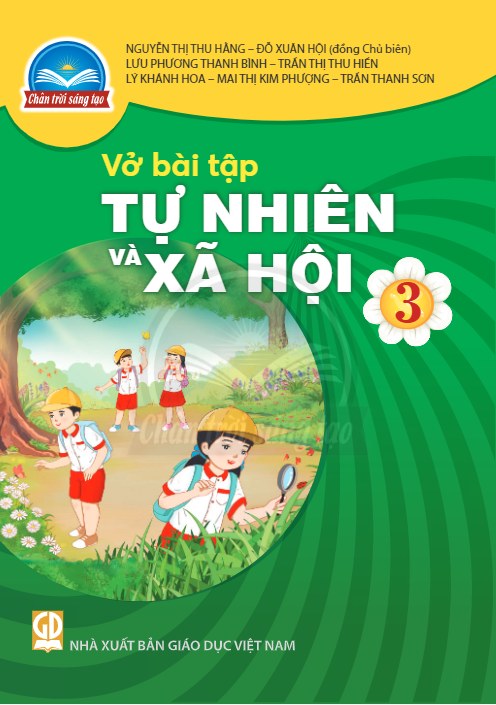 NGUYỄN THỊ THU HẰNG – ĐỖ XUÂN HỘI (đồng Chủ biên)
LƯU PHƯƠNG THANH BÌNH – TRẦN THỊ THU HIỀN
LÝ KHÁNH HOA – MAI THỊ KIM PHƯỢNG – TRẦN THANH SƠN
Chân trời sáng tạo
Vở bài tập
TỰ NHIÊN
VÀ XÃ HỘI
3
Chân trời sáng tạo
GD
NHÀ XUẤT BẢN GIÁO DỤC VIỆT NAM